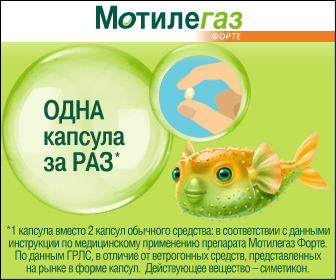 Мотилегаз
ФОРТЕ
ОДНА
капсула
за РАЗ*
*1 капсула вместо 2 капсул обычного средства: в соответствии с данными
инструкции по медицинскому применению препарата Мотилегаз Форте.
По данным ГРЛС, в отличие от ветрогонных средств, представленных
на рынке в форме капсул. Действующее вещество – симетикон.